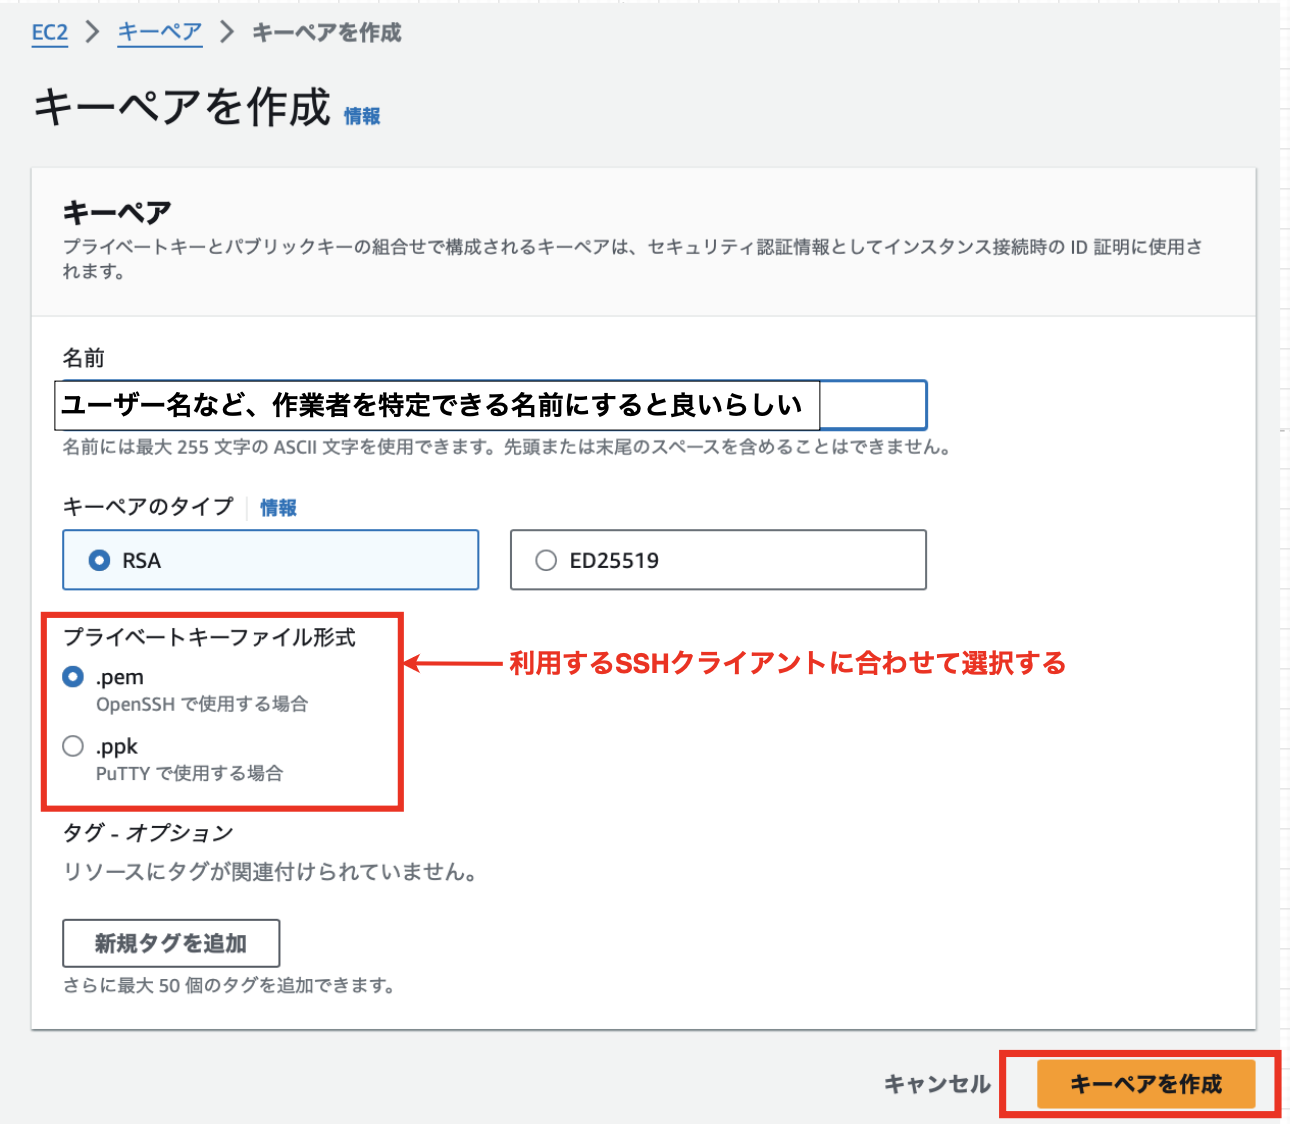 EC2 > キーペア > キーペアを作成
キーペアを作成 情報
キーペア
プライベートキーとパブリックキーの組合せで構成されるキーペアは、セキュリティ認証情報としてインスタンス接続時の ID 証明に使用さ
れます。
名前
ユーザー名など、作業者を特定できる名前にすると良いらしい
名前には最大 255 文字の ASCII 文字を使用できます。先頭または末尾のスペースを含めることはできません。
キーペアのタイプ 情報
RSA ED25519
プライベートキーファイル形式
利用するSSHクライアントに合わせて選択する
.pem
OpenSSH で使用する場合
.ppk
PuTTY で使用する場合
タグ - オプション
リソースにタグが関連付けられていません。
新規タグを追加
さらに最大 50 個のタグを追加できます。
キャンセル キーペアを作成